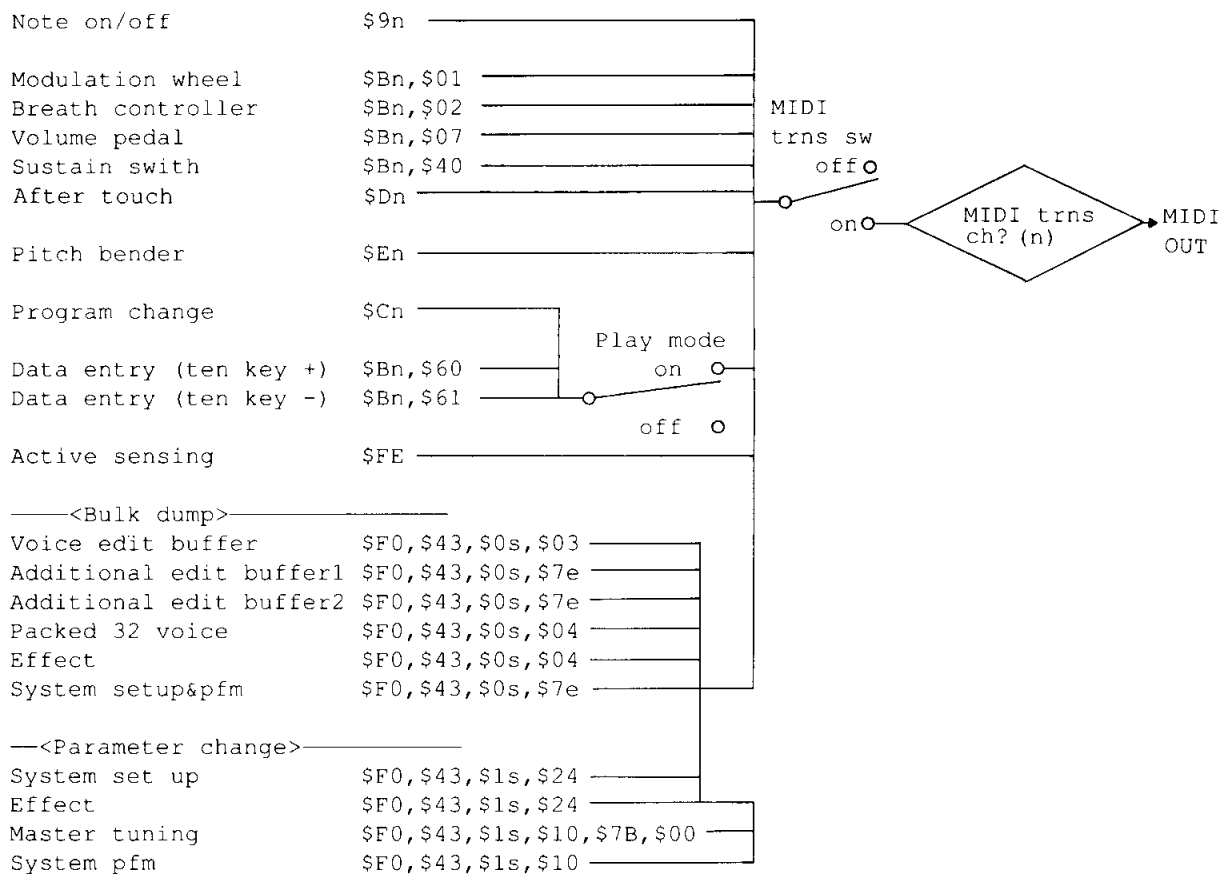 Note on/off $9n
Modulation wheel $Bn,$01
Breath controller $Bn,$02
MIDI
Volume pedal $Bn,$07
trns sw
Sustain swith $Bn,$40
off
After touch $Dn
on
MIDI trns
ch?(n)
MIDI
OUT
Pitch bender $En
Program change $Cn
Play mode
Data entry (ten key +) $Bn,$60
on
Data entry (ten key -) $Bn,$61
off
Active sensing $FE
<Bulk dump>
Voice edit buffer $F0,$43,$0s,$03
Additional edit buffer1 $F0,$43,$0s,$7e
Additional edit buffer2 $F0,$43,$0s,$7e
Packed 32 voice $F0,$43,$0s,$04
Effect $F0,$43,$0s,$04
System setup&pfm $F0,$43,$0s,$7e
<Parameter change>
System set up $F0,$43,$1s,$24
Effect $F0,$43,$1s,$24
Master tuning $F0,$43,$1s,$10,$7B,$00
System pfm $F0,$43,$1s,$10